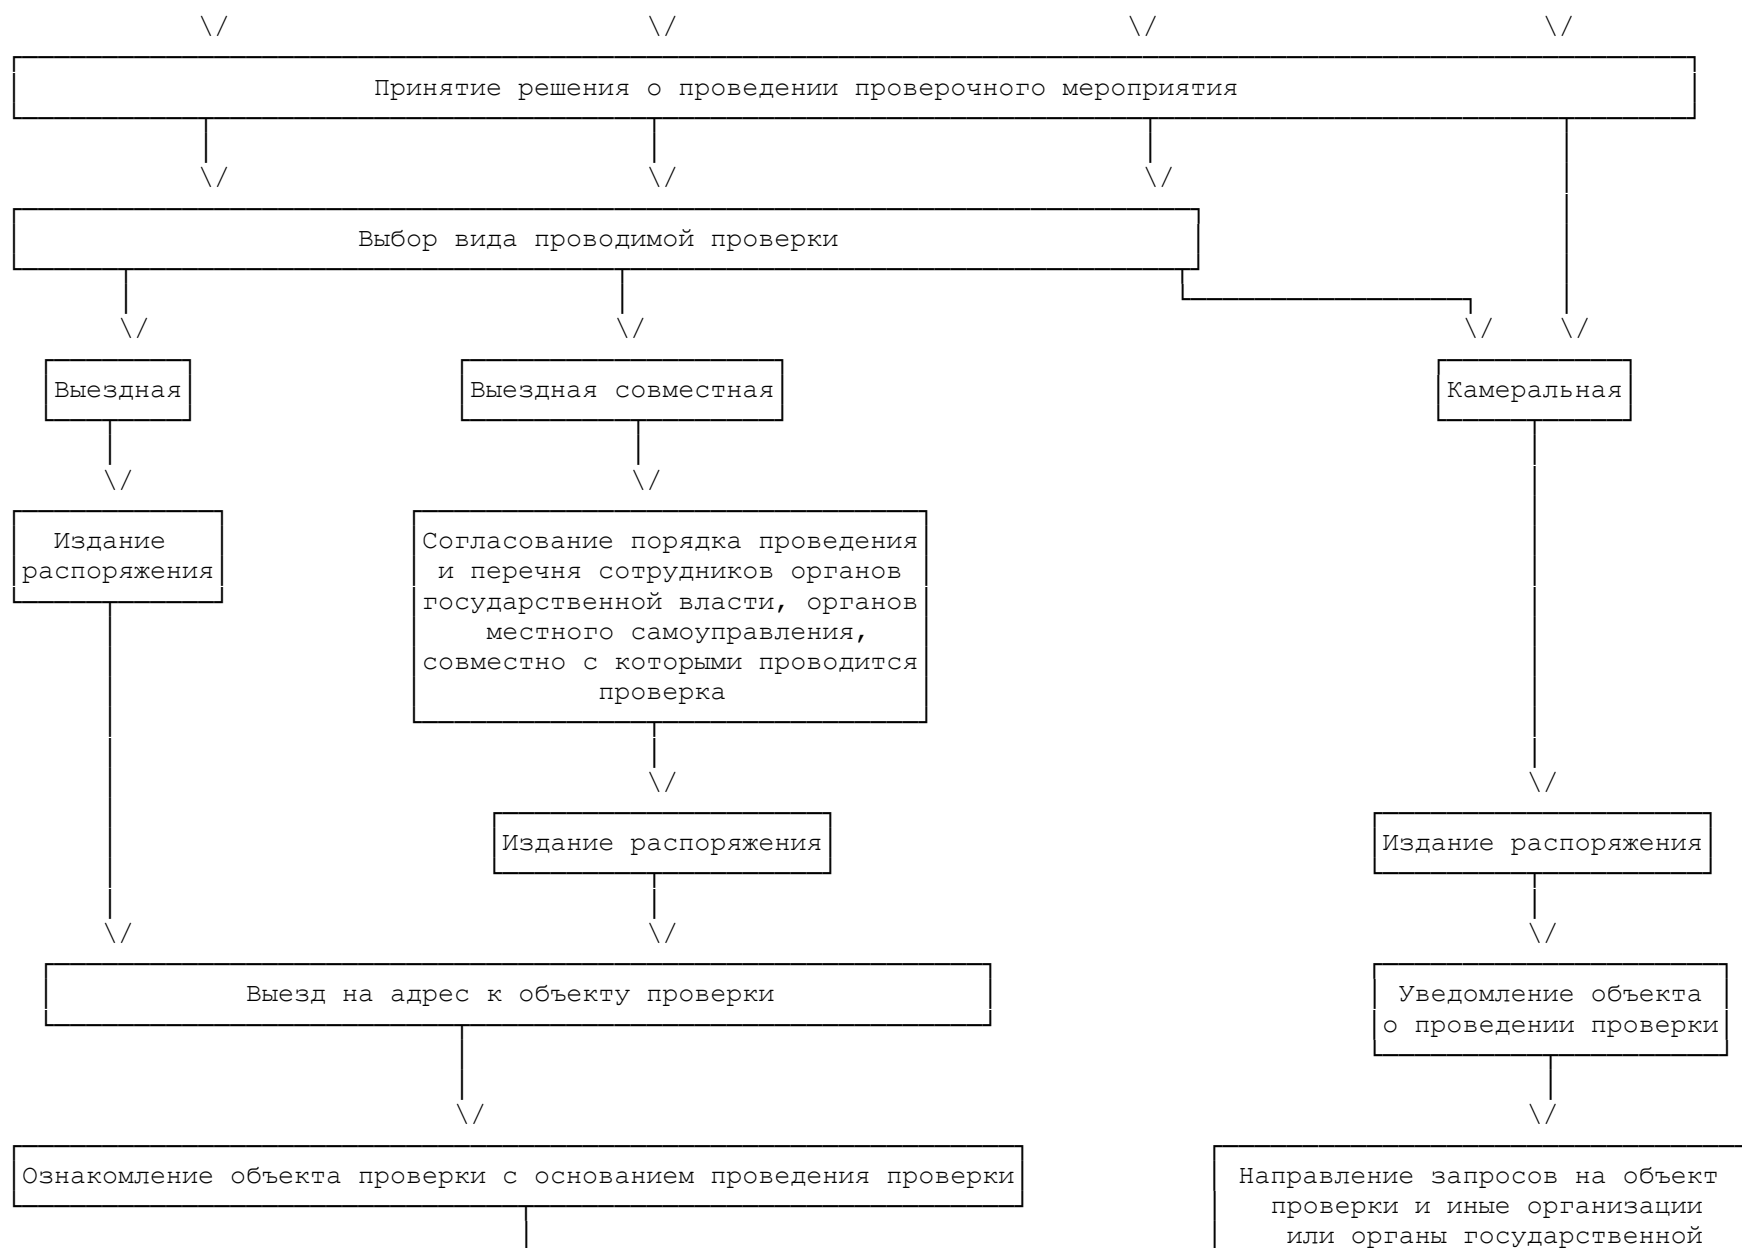 Принятие решения о проведении проверочного мероприятия
Выбор вида проводимой проверки
Выездная
Выездная совместная
Камеральная
Издание
распоряжения
Согласование порядка проведения
и перечня сотрудников органов
государственной власти, органов
местного самоуправления,
совместно с которыми проводится
проверка
Издание распоряжения
Издание распоряжения
Выезд на адрес к объекту проверки
Уведомление объекта
о проведении проверки
Ознакомление объекта проверки с основанием проведения проверки
Направление запросов на объект
проверки и иные организации
или органы государственной